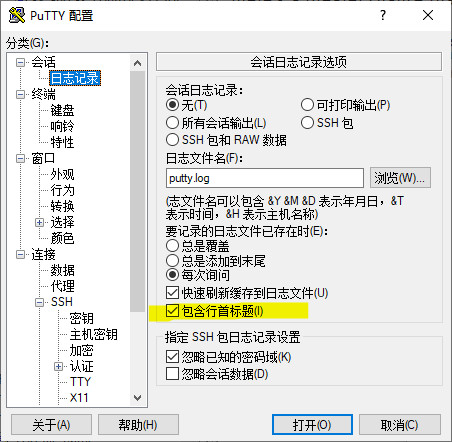 PuTTY 配置
分类(G):
会话
日志记录
终端
键盘
响铃
特性
窗口
外观
行为
转换
选择
颜色
连接
数据
代理
SSH
密钥
主机密钥
加密
认证
TTY
X11
会话日志记录选项
会话日志记录:
无(T)
可打印输出(P)
所有会话输出(L)
SSH 包
SSH 包和 RAW 数据
日志文件名(F):
putty.log
浏览(W)...
(志文件名可以包含 &Y &M &D 表示年月日，&T
表示时间，&H 表示主机名称)
要记录的日志文件已存在时(E):
总是覆盖
总是添加到末尾
每次询问
快速刷新缓存到日志文件(U)
包含行首标题(I)
指定 SSH 包日志记录设置
忽略已知的密码域(K)
忽略会话数据(D)
关于(A)
帮助(H)
打开(O)
取消(C)